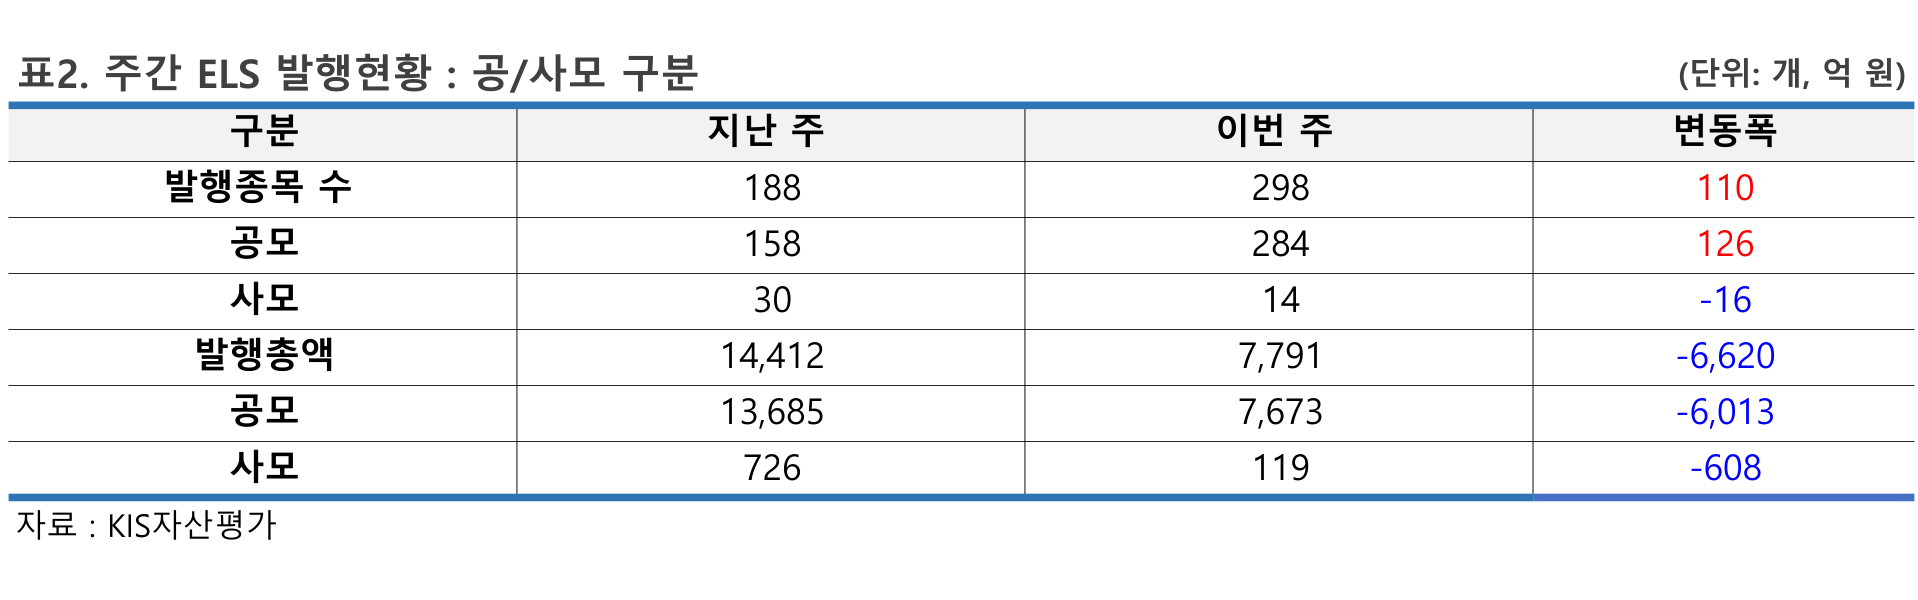 표2. 주간 ELS 발행현황 : 공/사모 구분 (단위: 개, 억 원)
구분 지난 주 이번 주 변동폭
발행종목 수 188 298 110
공모 158 284 126
사모 30 14 -16
발행총액 14,412 7,791 -6,620
공모 13,685 7,673 -6,013
사모 726 119 -608
자료 : KIS자산평가